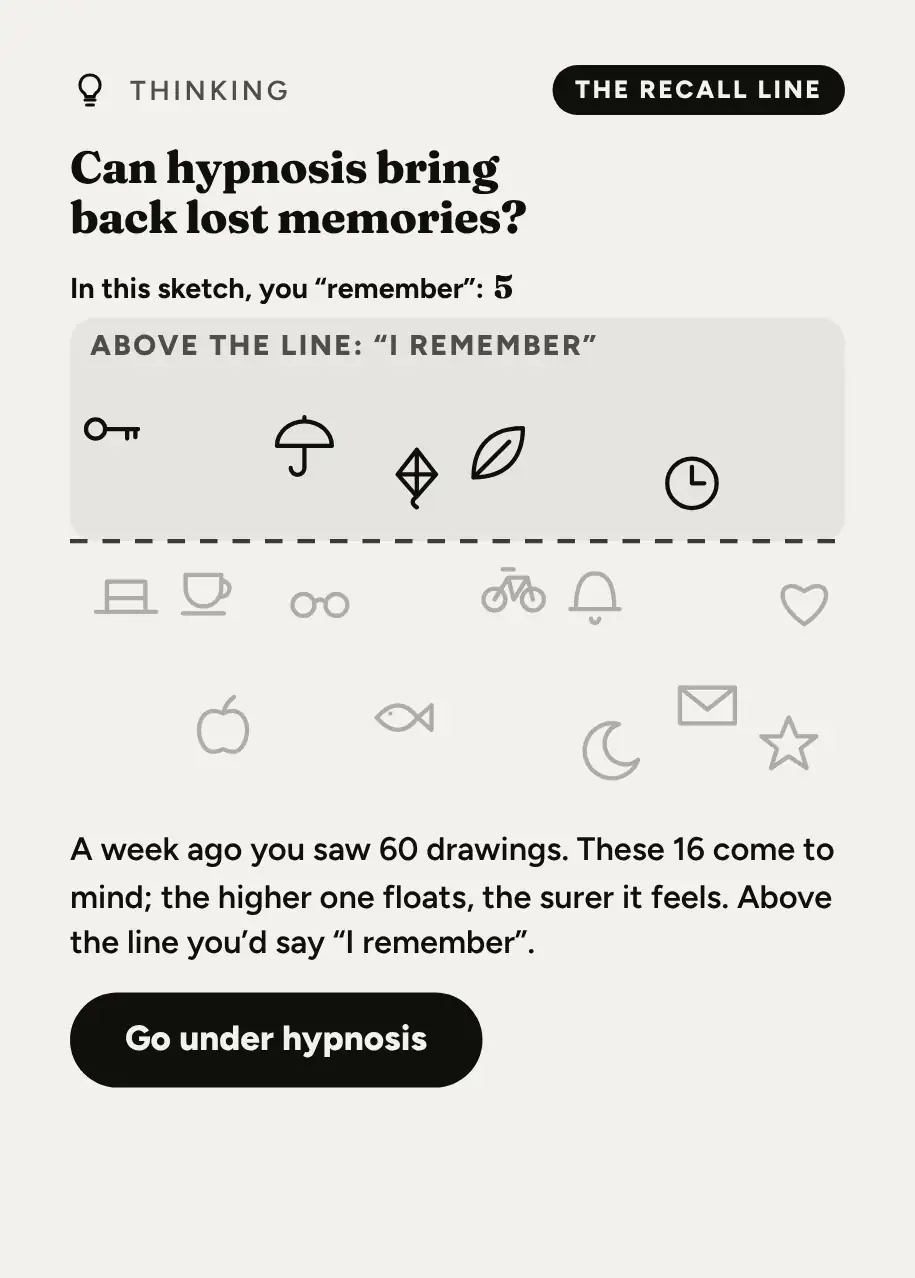 THINKING
THE RECALL LINE
Can hypnosis bring
back lost memories?
In this sketch, you “remember”: 5
ABOVE THE LINE: “I REMEMBER”
A week ago you saw 60 drawings. These 16 come to
mind; the higher one floats, the surer it feels. Above
the line you’d say “I remember”.
Go under hypnosis